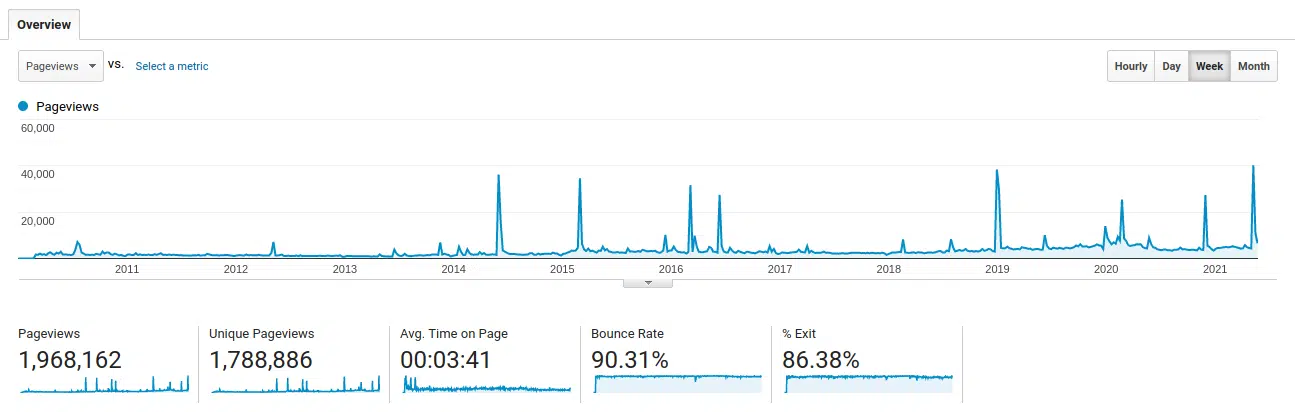 Overview
Pageviews vs. Select a metric
Hourly Day Week Month
Pageviews
60,000
40,000
20,000
2011 2012 2013 2014 2015 2016 2017 2018 2019 2020 2021
Pageviews Unique Pageviews Avg. Time on Page Bounce Rate % Exit
1,968,162 1,788,886 00:03:41 90.31% 86.38%